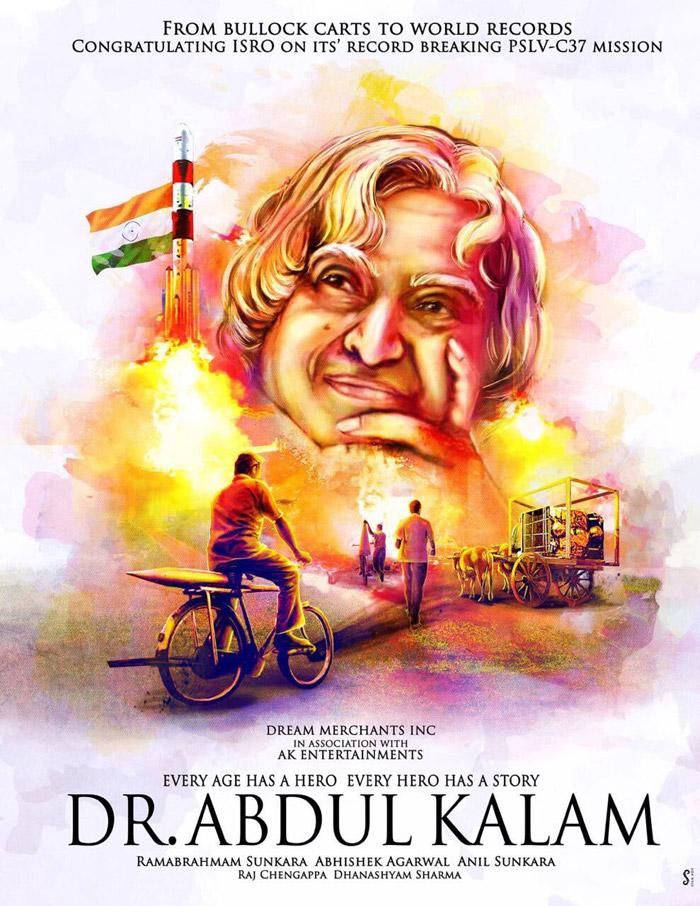 From bullock carts to world records
Congratulating ISRO on its' record breaking PSLV-C37 mission
DREAM MERCHANTS INC
IN ASSOCIATION WITH
AK ENTERTAINMENTS
EVERY AGE HAS A HERO EVERY HERO HAS A STORY
DR. ABDUL KALAM
Ramabrahmam Sunkara Abhishek Agarwal Anil Sunkara
Raj Chengappa Dhanashyam Sharma